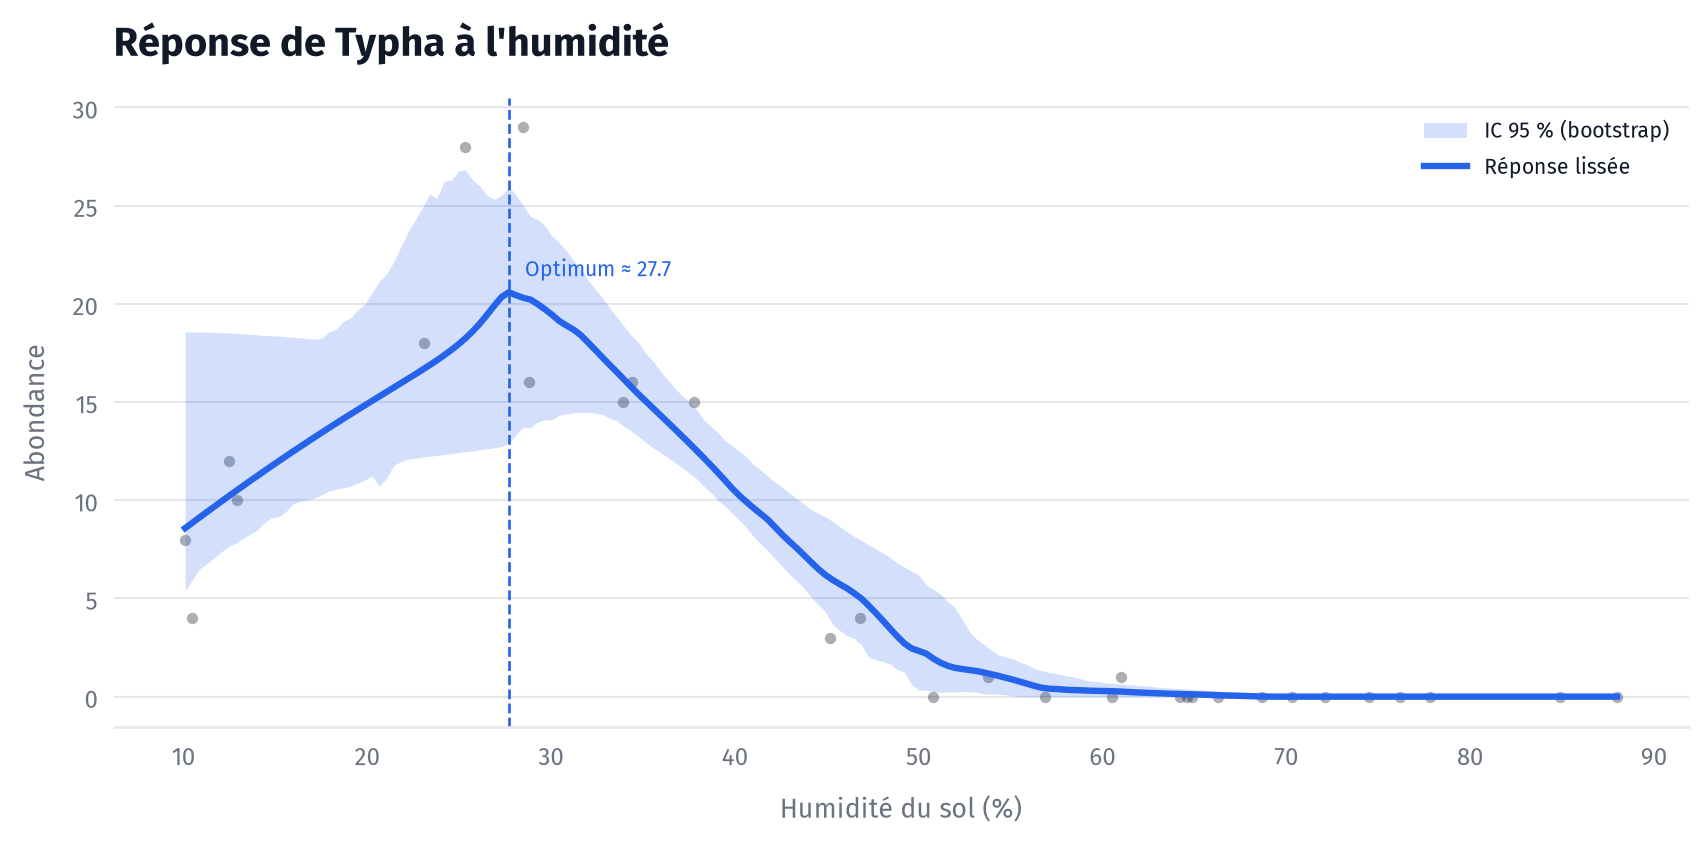 Réponse de Typha à l'humidité
IC 95 % (bootstrap)
Réponse lissée
Optimum ≈ 27.7
Abondance
30
25
20
15
10
5
0
10 20 30 40 50 60 70 80 90
Humidité du sol (%)